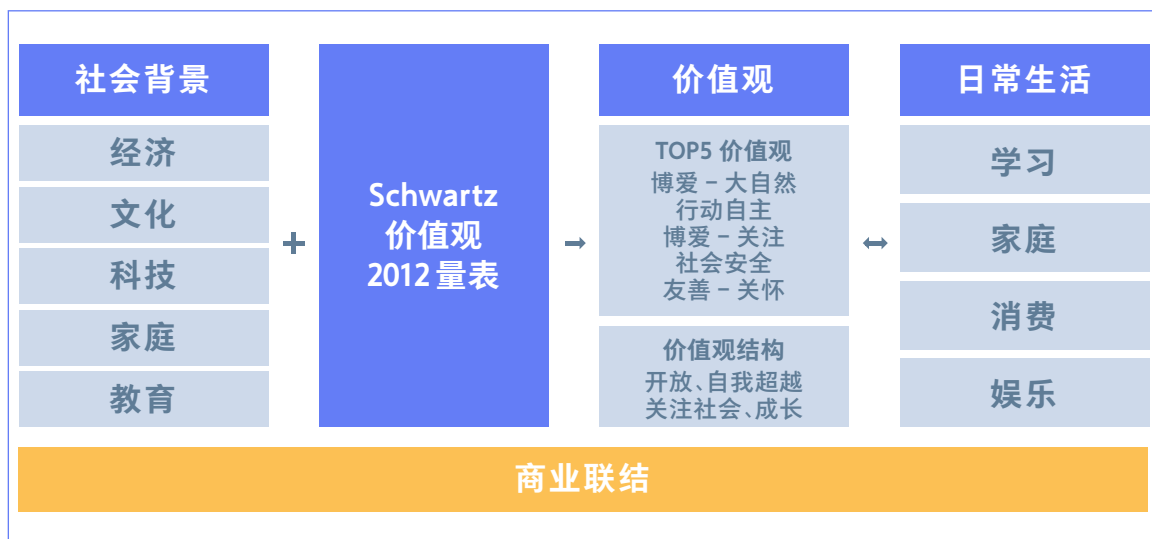 社会背景
经济
文化
科技
家庭
教育
+
Schwartz
价值观
2012 量表
→
价值观
TOP5 价值观
博爱 – 大自然
行动自主
博爱 – 关注
社会安全
友善 – 关怀
价值观结构
开放、自我超越
关注社会、成长
↔
日常生活
学习
家庭
消费
娱乐
商业联结